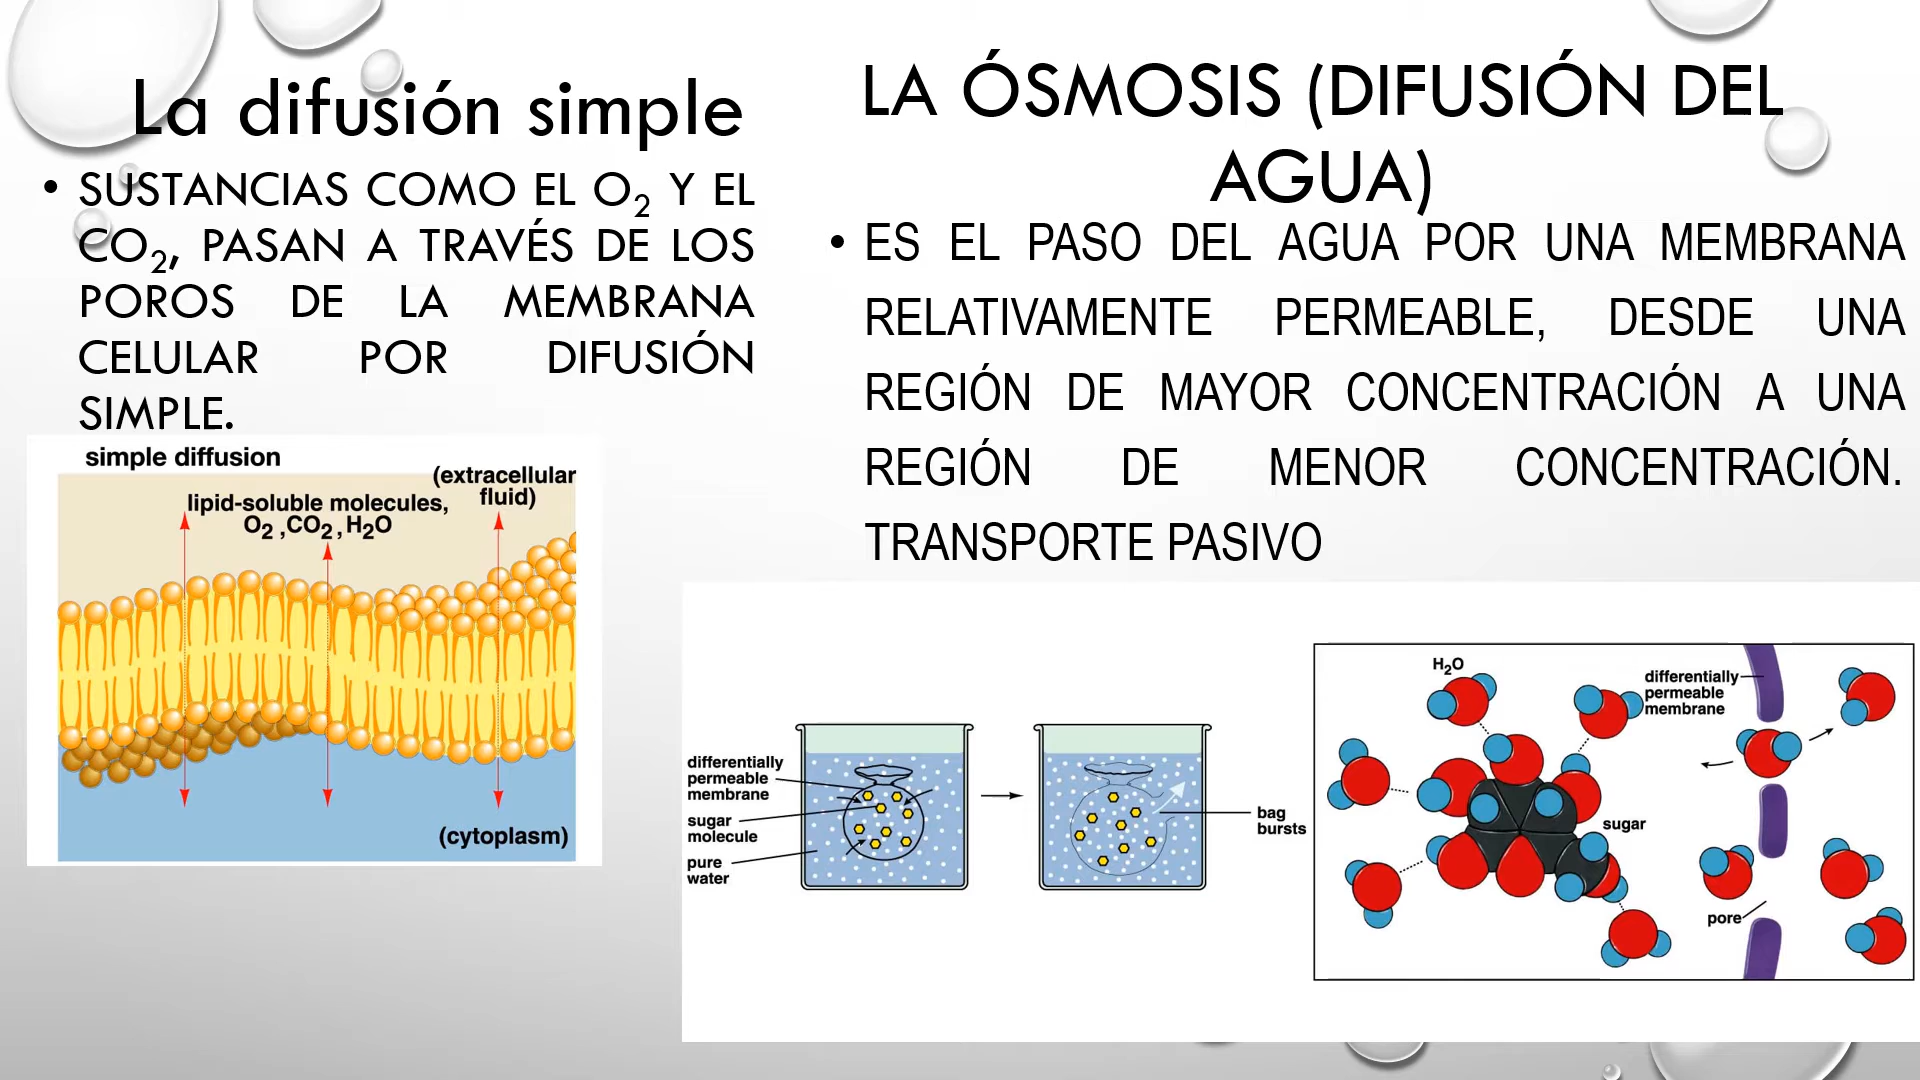 La difusión simple
• SUSTANCIAS COMO EL O₂ Y EL
CO₂, PASAN A TRAVÉS DE LOS
POROS DE LA MEMBRANA
CELULAR POR DIFUSIÓN
SIMPLE.
simple diffusion
(extracellular
fluid)
lipid-soluble molecules,
O₂ ,CO₂ , H₂O
(cytoplasm)
LA ÓSMOSIS (DIFUSIÓN DEL
AGUA)
• ES EL PASO DEL AGUA POR UNA MEMBRANA
RELATIVAMENTE PERMEABLE, DESDE UNA
REGIÓN DE MAYOR CONCENTRACIÓN A UNA
REGIÓN DE MENOR CONCENTRACIÓN.
TRANSPORTE PASIVO
differentially
permeable
membrane
sugar
molecule
pure
water
bag
bursts
H₂O
differentially
permeable
membrane
sugar
pore